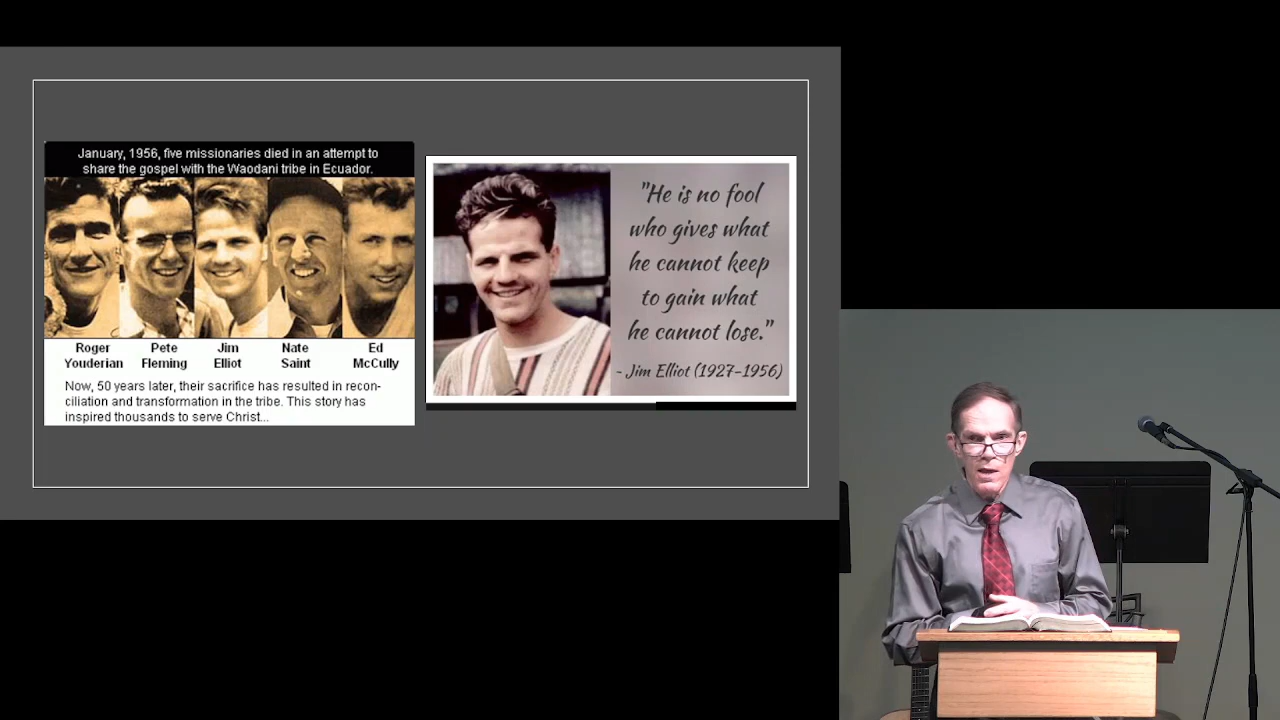 January, 1956, five missionaries died in an attempt to
share the gospel with the Waodani tribe in Ecuador.
Roger
Youderian
Pete
Fleming
Jim
Elliot
Nate
Saint
Ed
McCully
Now, 50 years later, their sacrifice has resulted in recon-
ciliation and transformation in the tribe. This story has
inspired thousands to serve Christ...
"He is no fool
who gives what
he cannot keep
to gain what
he cannot lose."
- Jim Elliot (1927-1956)